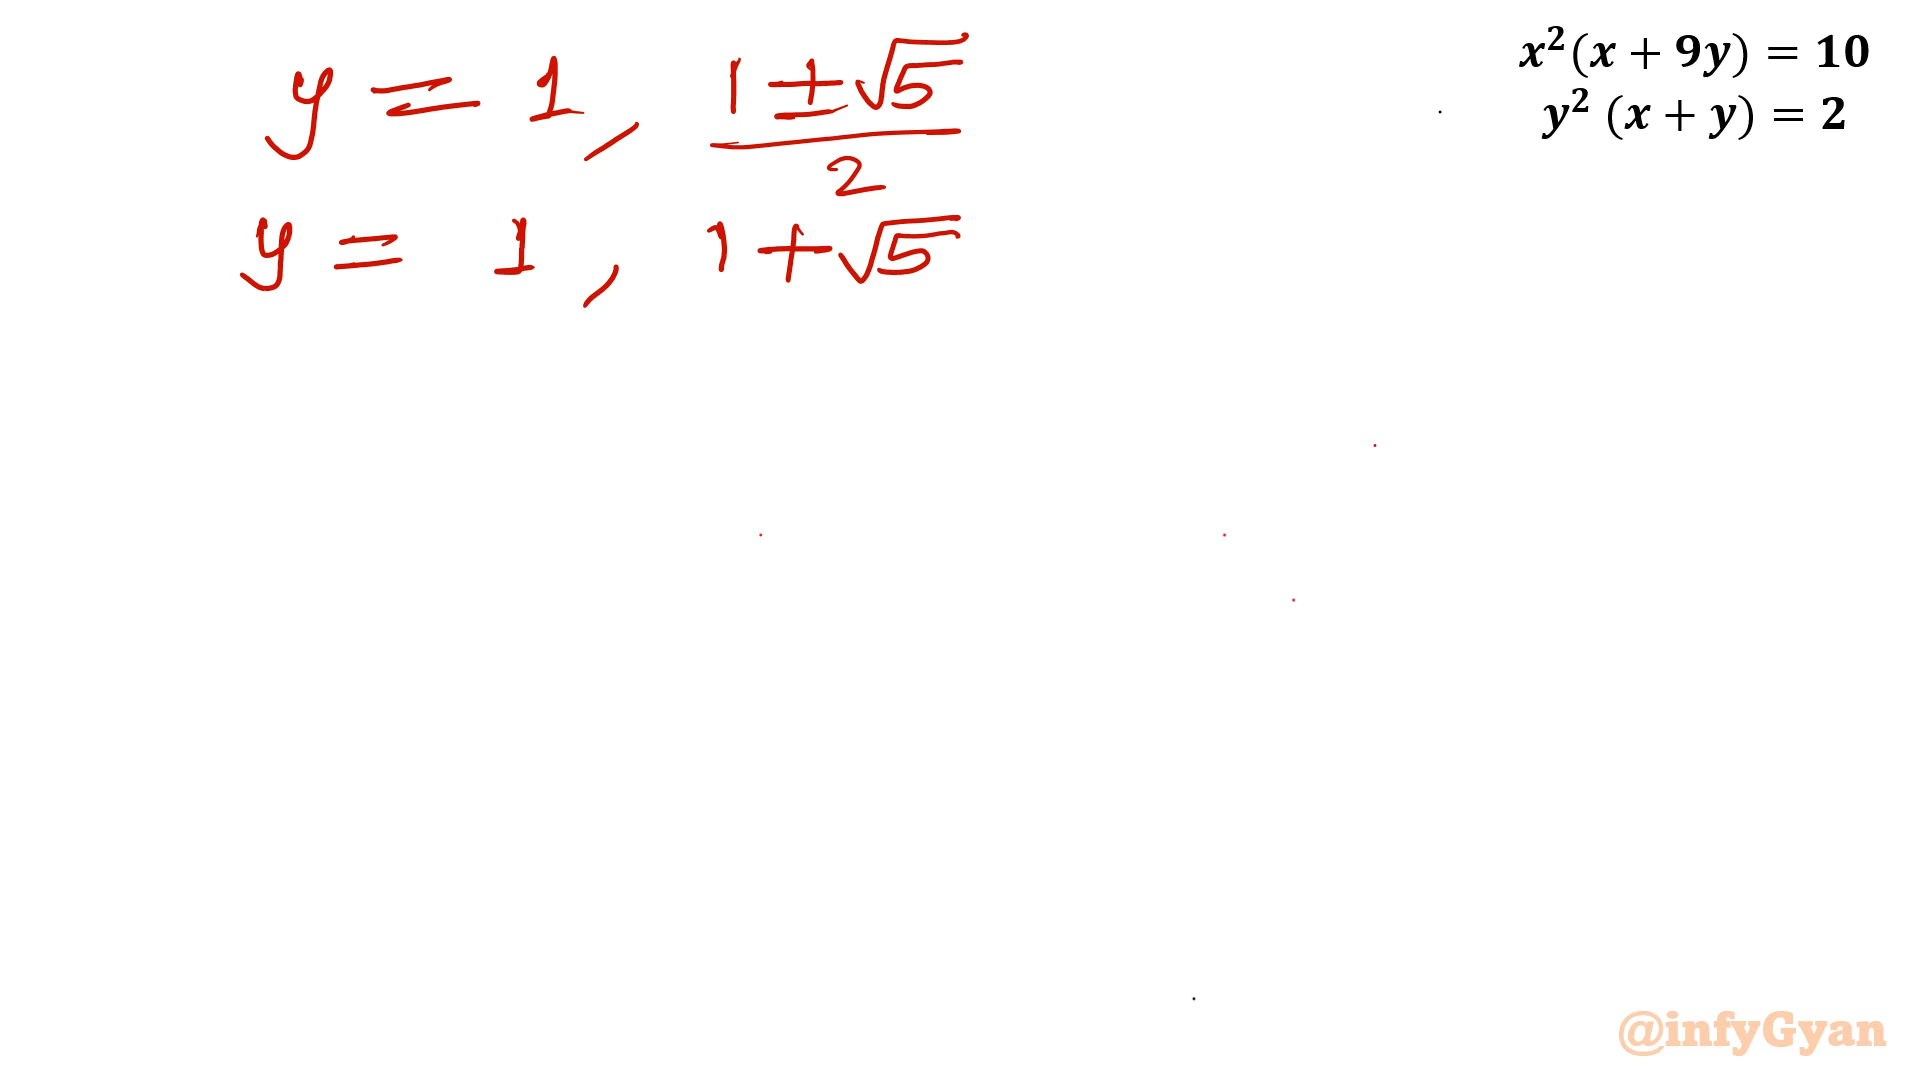 y = 1, (1 ± √5)/2
y = 1, 1 + √5
x²(x + 9y) = 10
y² (x + y) = 2
@infyGyan